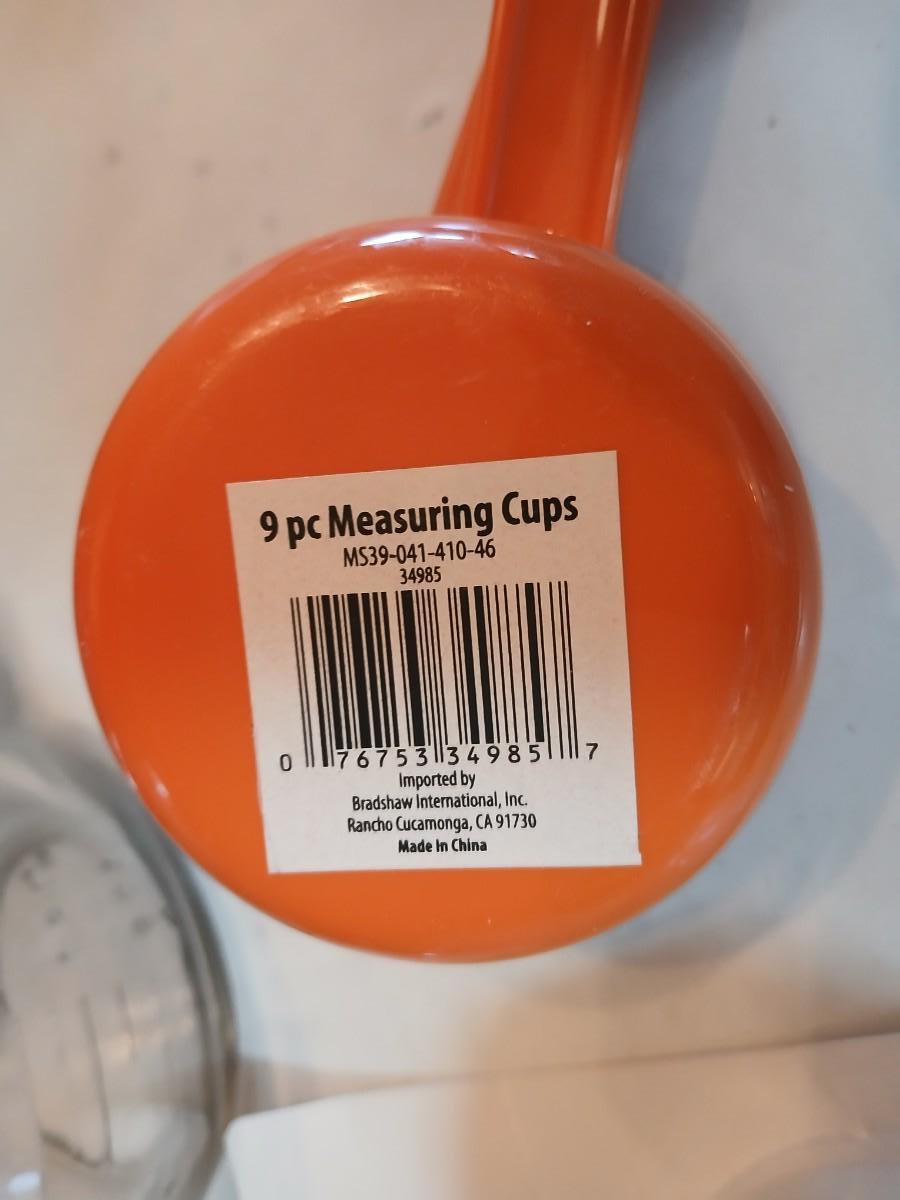 9 pc Measuring Cups
MS39-041-410-46
34985
0 76753 34985 7
Imported by
Bradshaw International, Inc.
Rancho Cucamonga, CA 91730
Made In China